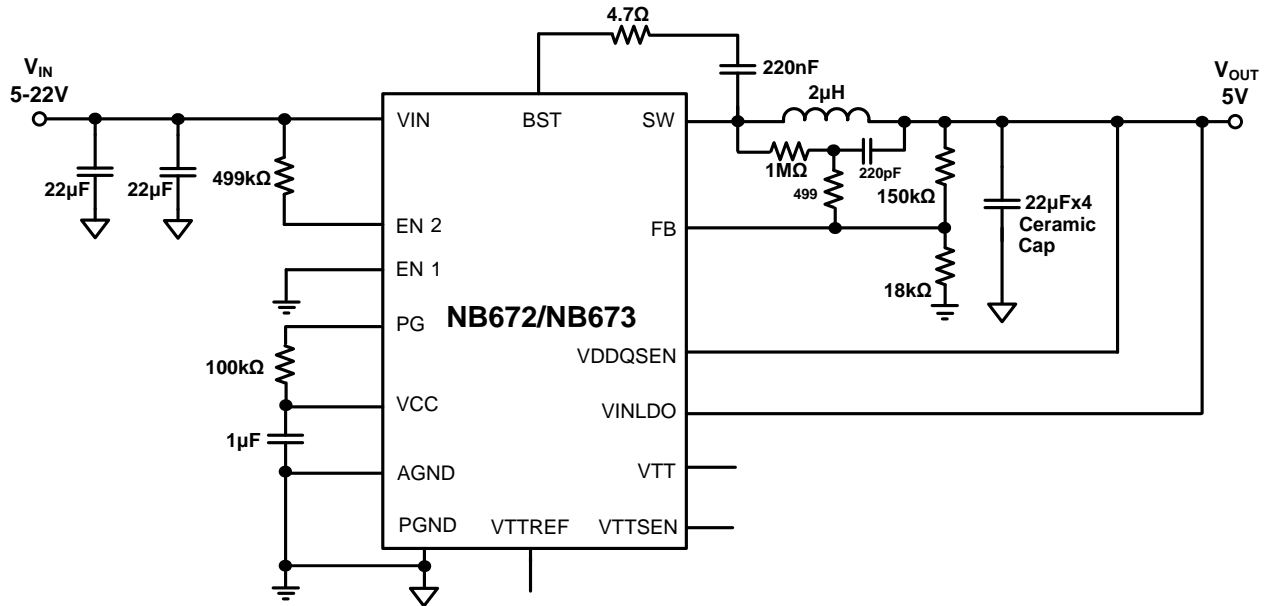 4.7Ω
220nF
VIN
5-22V
VOUT
5V
2µH
VIN
BST
SW
1MΩ
220pF
499
150kΩ
22µF
22µF
499kΩ
22µFx4
Ceramic
Cap
EN 2
FB
EN 1
18kΩ
NB672/NB673
PG
VDDQSEN
100kΩ
VCC
VINLDO
1µF
AGND
VTT
PGND
VTTREF
VTTSEN